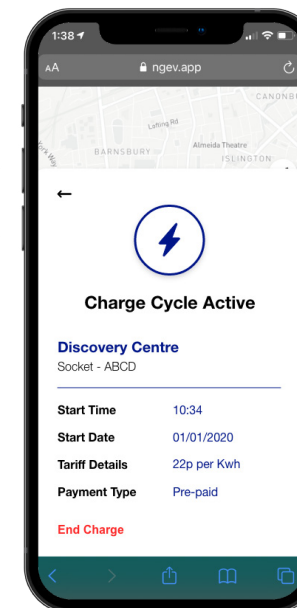 1:38
AA ngev.app
CANONB
Lofting Rd
Almeida Theatre
BARNSBURY
ISLINGTON
York Way
Charge Cycle Active
Discovery Centre
Socket - ABCD
Start Time 10:34
Start Date 01/01/2020
Tariff Details 22p per Kwh
Payment Type Pre-paid
End Charge